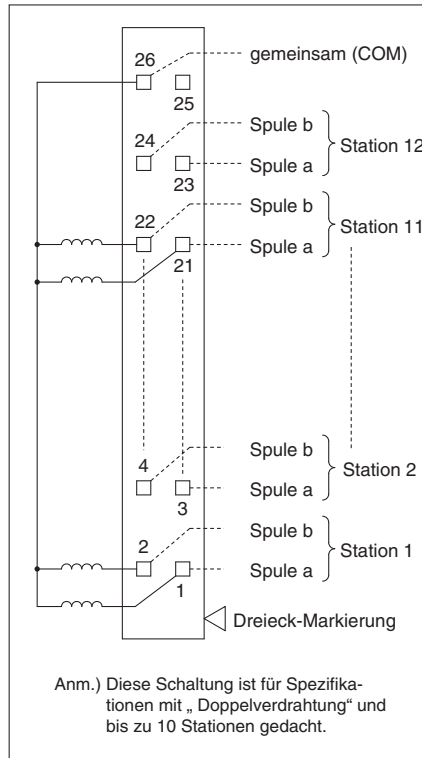 26
gemeinsam (COM)
25
24
Spule b
Spule a
Station 12
23
22
Spule b
Spule a
Station 11
21
4
Spule b
Spule a
Station 2
3
2
Spule b
Spule a
Station 1
1
Dreieck-Markierung
Anm.) Diese Schaltung ist für Spezifika-
tionen mit „ Doppelverdrahtung“ und
bis zu 10 Stationen gedacht.